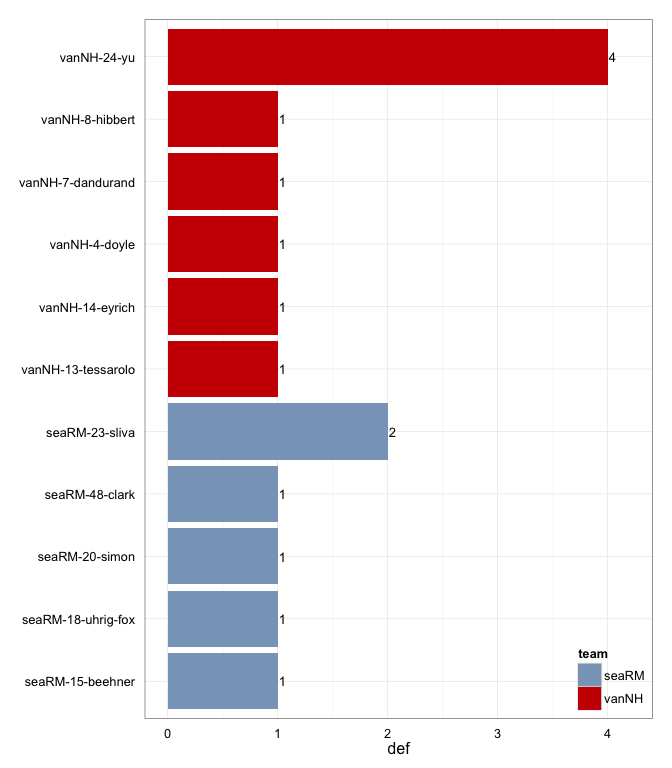 vanNH-24-yu 4
vanNH-8-hibbert 1
vanNH-7-dandurand 1
vanNH-4-doyle 1
vanNH-14-eyrich 1
vanNH-13-tessarolo 1
seaRM-23-sliva 2
seaRM-48-clark 1
seaRM-20-simon 1
seaRM-18-uhrig-fox 1
seaRM-15-beehner 1
team
seaRM
vanNH
0 1 2 3 4
def